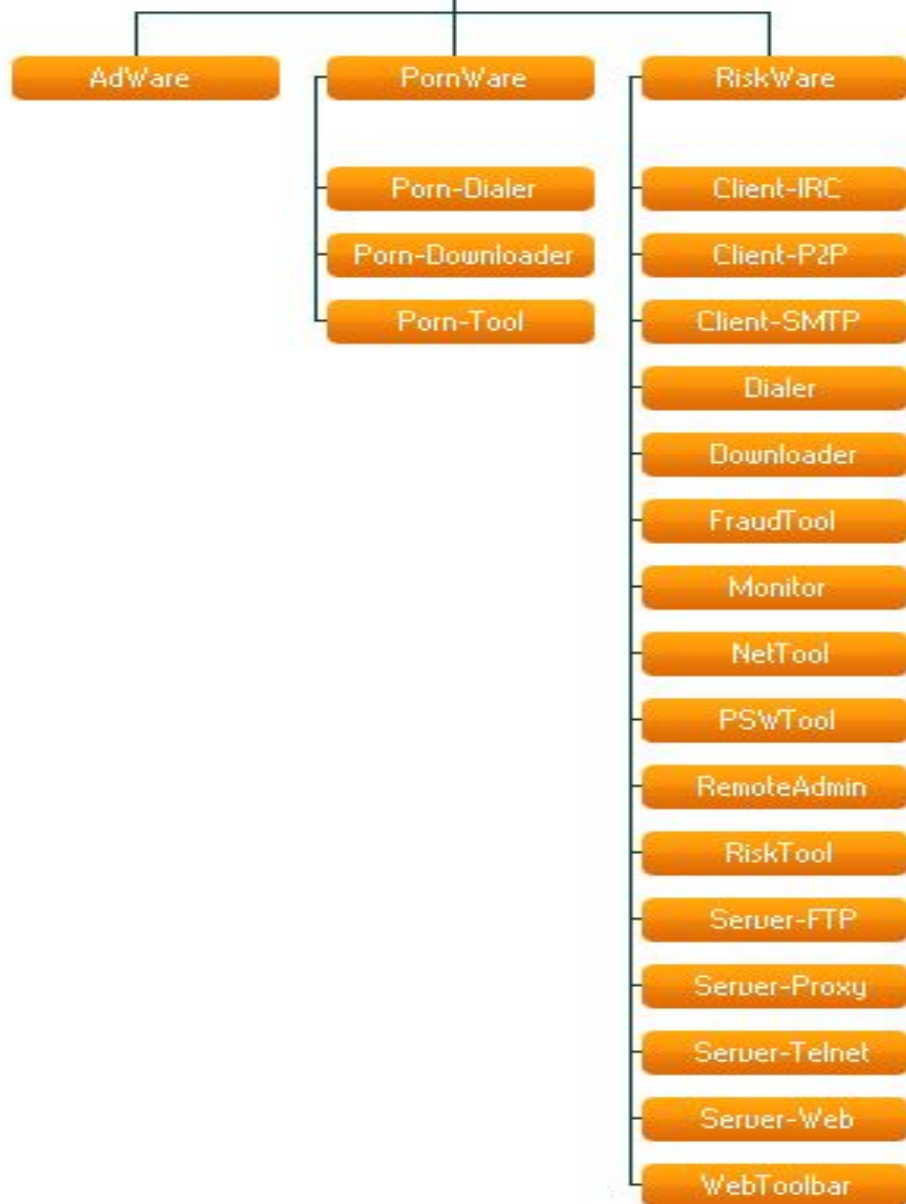 AdWare
PornWare
RiskWare
Porn-Dialer
Porn-Downloader
Porn-Tool
Client-IRC
Client-P2P
Client-SMTP
Dialer
Downloader
FraudTool
Monitor
NetTool
PSWTool
RemoteAdmin
RiskTool
Server-FTP
Server-Proxy
Server-Telnet
Server-Web
WebToolbar